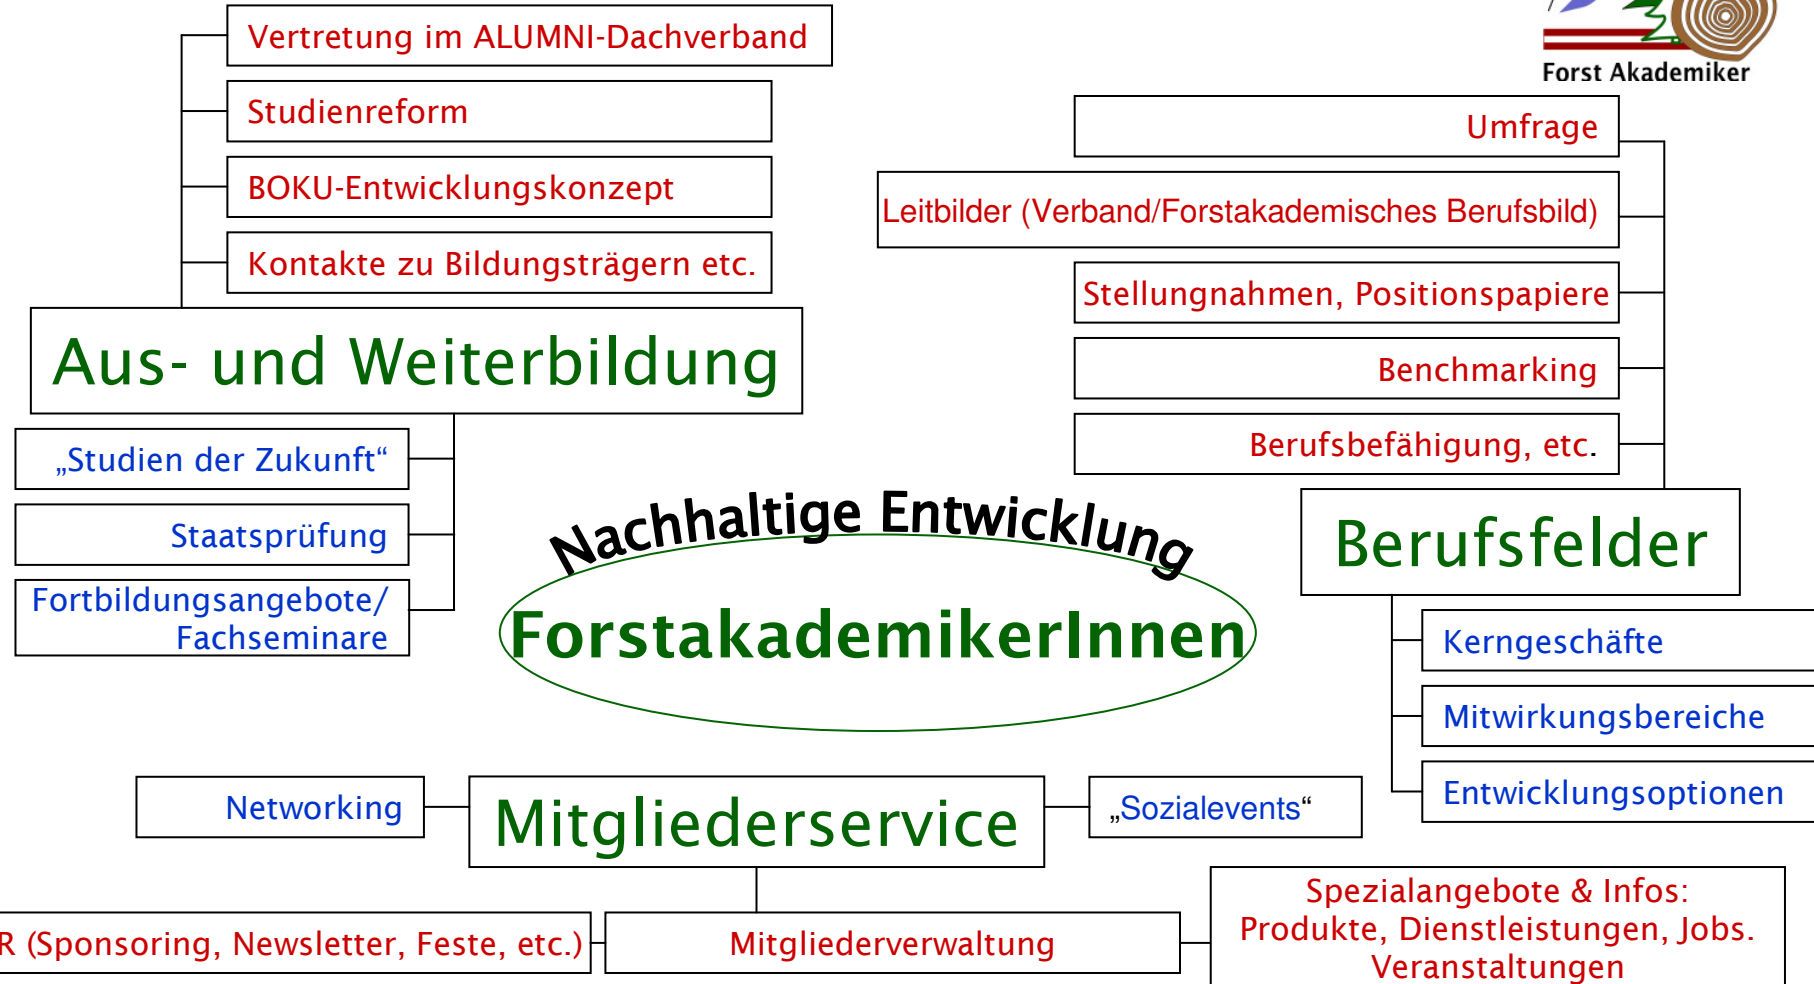 Forst Akademiker
Vertretung im ALUMNI-Dachverband
Studienreform
BOKU-Entwicklungskonzept
Kontakte zu Bildungsträgern etc.
Aus- und Weiterbildung
„Studien der Zukunft“
Staatsprüfung
Fortbildungsangebote/
Fachseminare
Umfrage
Leitbilder (Verband/Forstakademisches Berufsbild)
Stellungnahmen, Positionspapiere
Benchmarking
Berufsbefähigung, etc.
Berufsfelder
Kerngeschäfte
Mitwirkungsbereiche
Entwicklungsoptionen
Nachhaltige Entwicklung
ForstakademikerInnen
Networking
Mitgliederservice
„Sozialevents“
(Sponsoring, Newsletter, Feste, etc.)
Mitgliederverwaltung
Spezialangebote & Infos:
Produkte, Dienstleistungen, Jobs.
Veranstaltungen